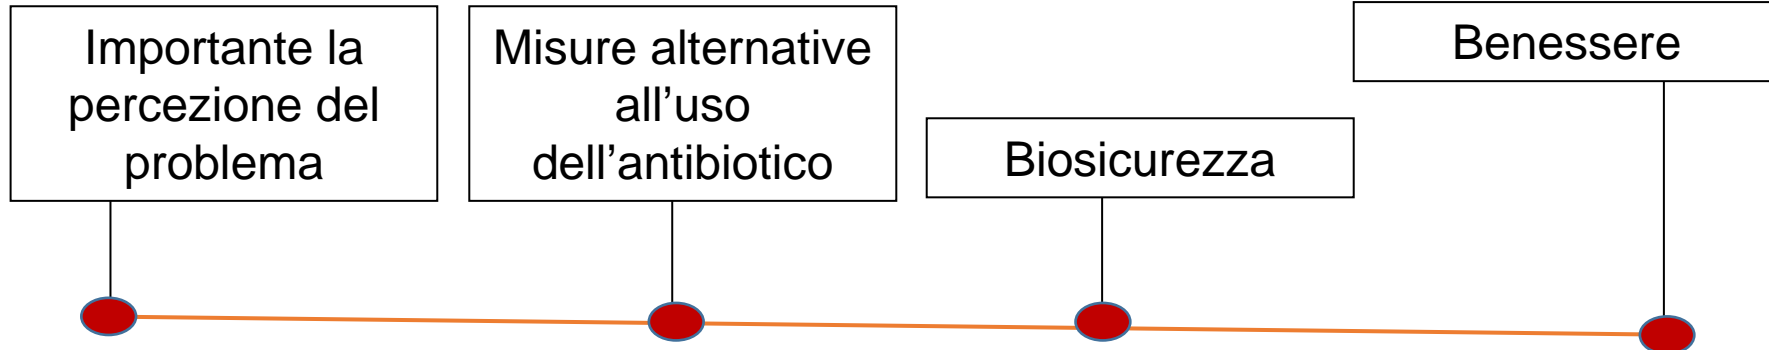 Importante la
percezione del
problema
Misure alternative
all’uso
dell’antibiotico
Biosicurezza
Benessere